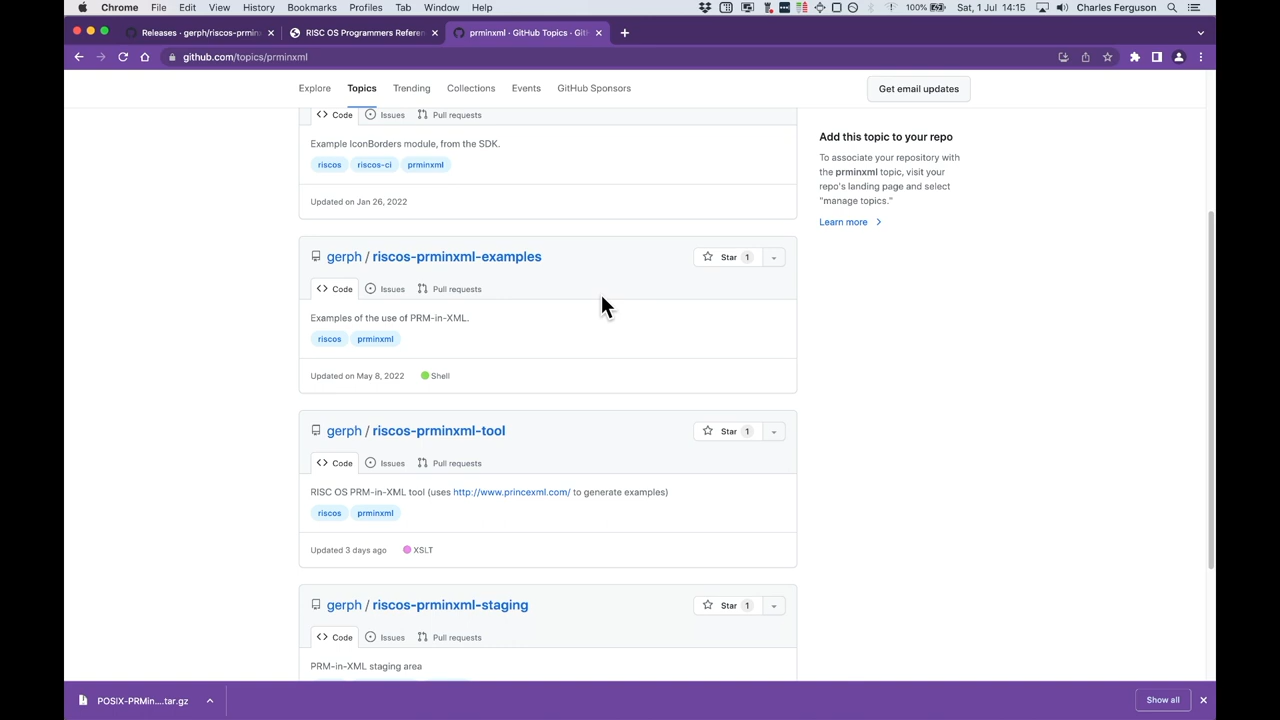 Chrome File Edit View History Bookmarks Profiles Tab Window Help 100% Sat, 1 Jul 14:15 Charles Ferguson
Releases · gerph/riscos-prmin RISC OS Programmers Referen prminxml · GitHub Topics · Git
github.com/topics/prminxml
Explore Topics Trending Collections Events GitHub Sponsors Get email updates
Code Issues Pull requests
Example IconBorders module, from the SDK.
riscos riscos-ci prminxml
Updated on Jan 26, 2022
Add this topic to your repo
To associate your repository with
the prminxml topic, visit your
repo's landing page and select
"manage topics."
Learn more
gerph / riscos-prminxml-examples Star 1
Code Issues Pull requests
Examples of the use of PRM-in-XML.
riscos prminxml
Updated on May 8, 2022 Shell
gerph / riscos-prminxml-tool Star 1
Code Issues Pull requests
RISC OS PRM-in-XML tool (uses http://www.princexml.com/ to generate examples)
riscos prminxml
Updated 3 days ago XSLT
gerph / riscos-prminxml-staging Star 1
Code Issues Pull requests
PRM-in-XML staging area
POSIX-PRMin....tar.gz Show all